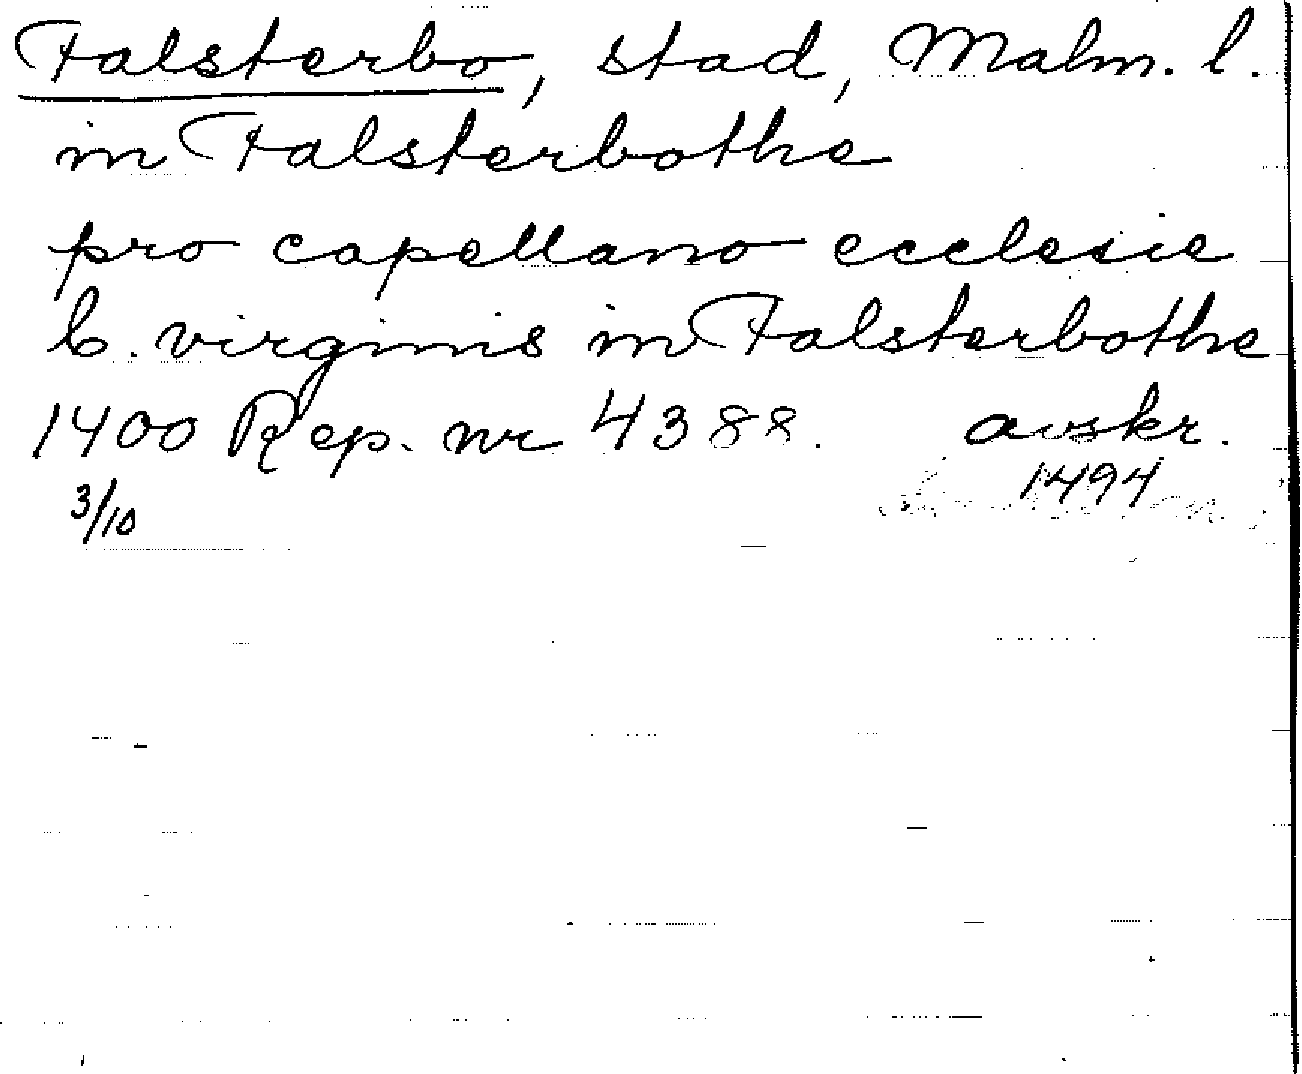 Falsterbo, stad, Malm. l.
in Falsterbothe
pro capellano ecclesie
b. virginis in Falsterbothe
1400 Rep. nr 4388. avskr.
1494
3/10